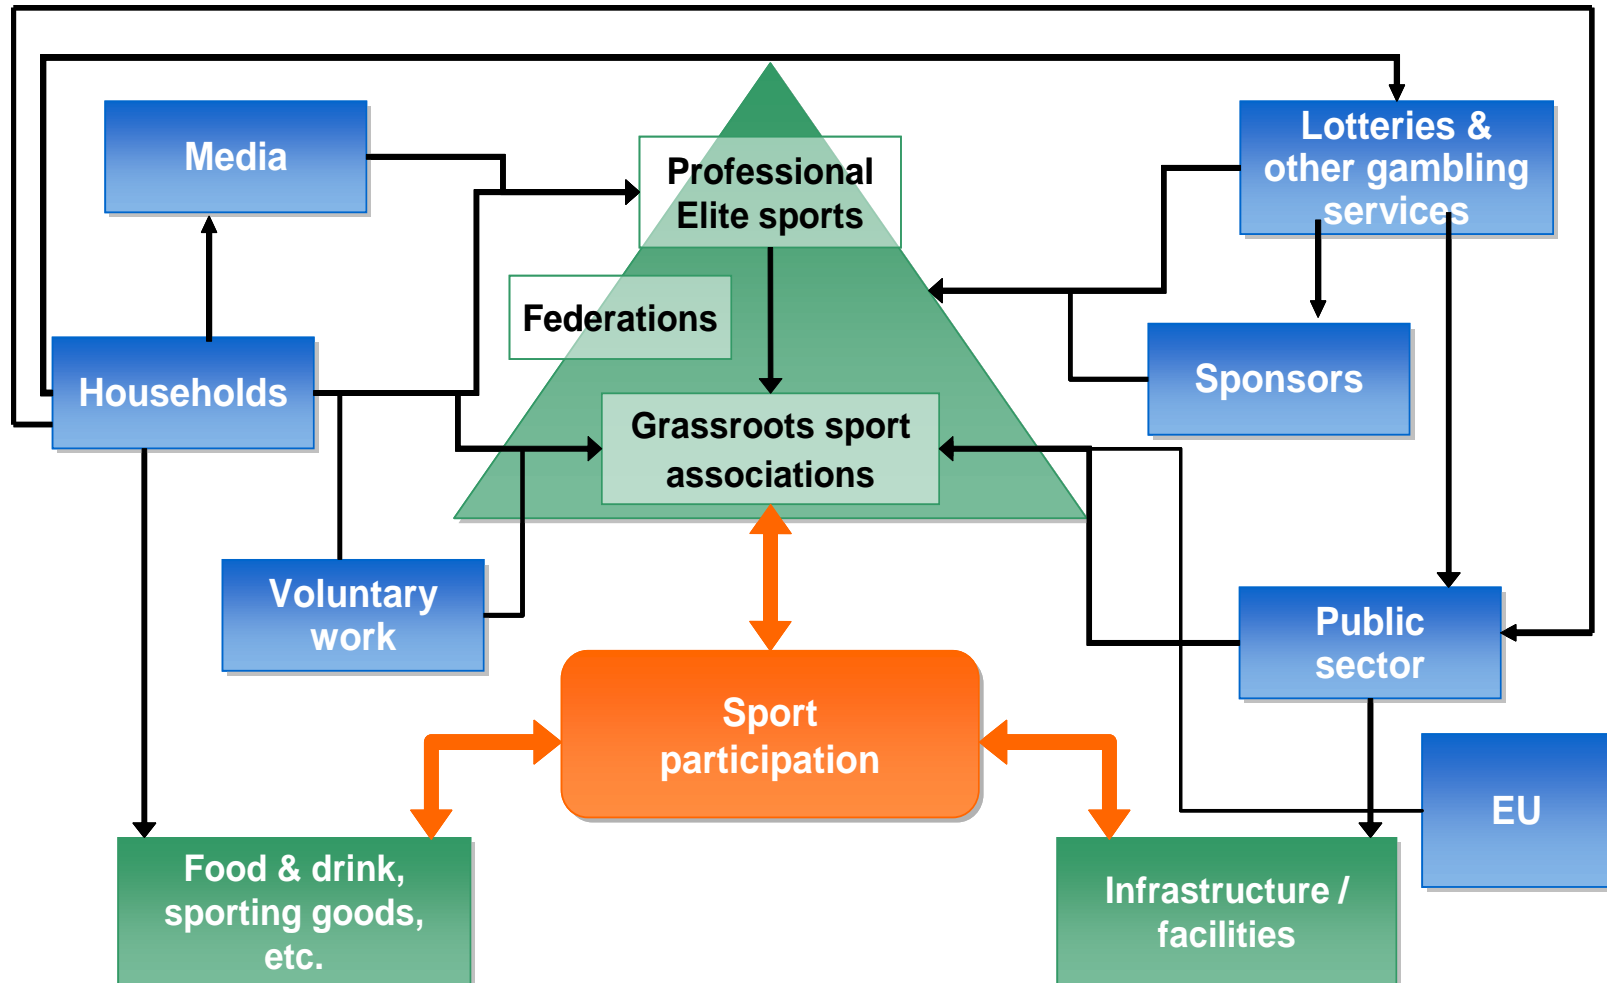 Media
Professional
Elite sports
Lotteries &
other gambling
services
Federations
Households
Sponsors
Grassroots sport
associations
Voluntary
work
Public
sector
Sport
participation
EU
Food & drink,
sporting goods,
etc.
Infrastructure /
facilities